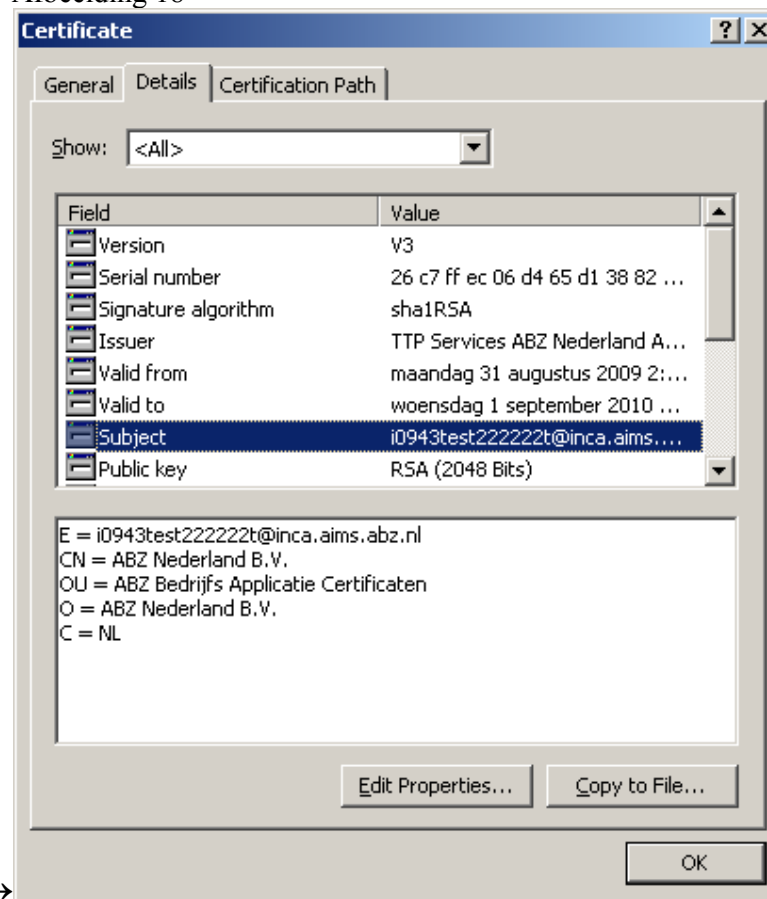 Afbeelding 18
Certificate
General Details Certification Path
Show: <All>
Field Value
Version V3
Serial number 26 c7 ff ec 06 d4 65 d1 38 82 ...
Signature algorithm sha1RSA
Issuer TTP Services ABZ Nederland A...
Valid from maandag 31 augustus 2009 2:...
Valid to woensdag 1 september 2010 ...
Subject i0943test222222t@inca.aims....
Public key RSA (2048 Bits)
E = i0943test222222t@inca.aims.abz.nl
CN = ABZ Nederland B.V.
OU = ABZ Bedrijfs Applicatie Certificaten
O = ABZ Nederland B.V.
C = NL
Edit Properties... Copy to File...
OK